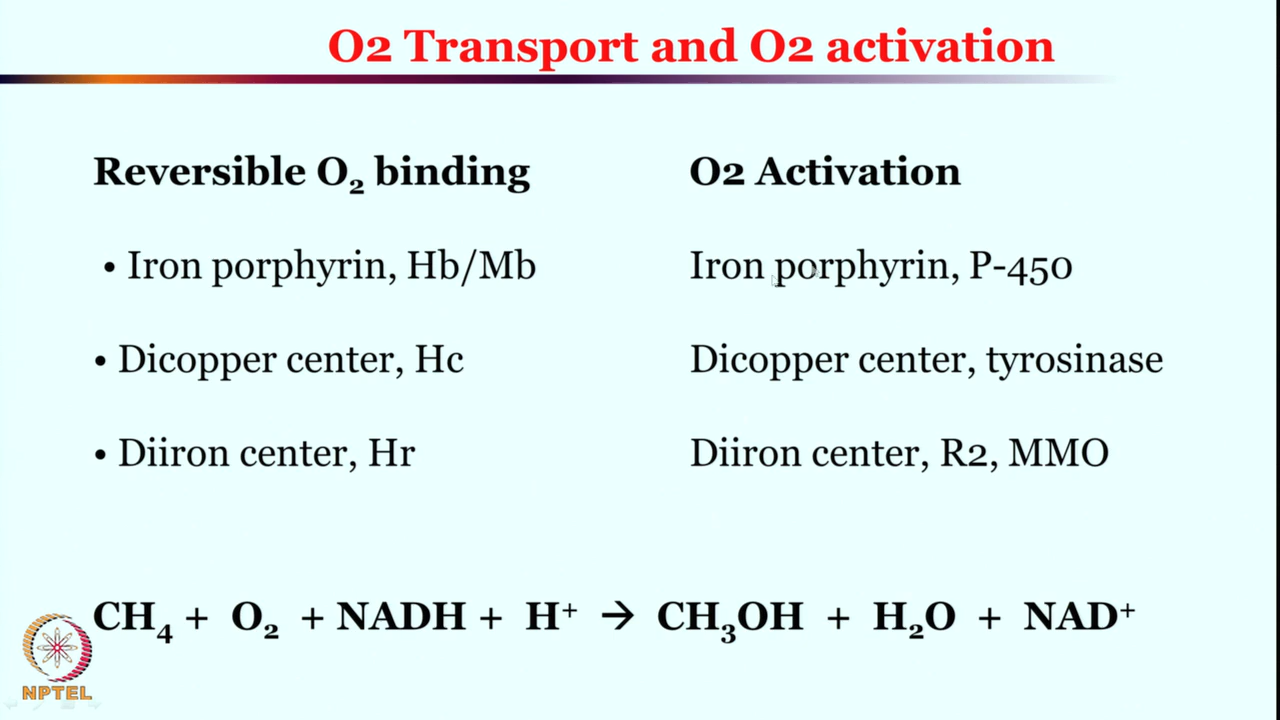 O2 Transport and O2 activation
Reversible O₂ binding
O2 Activation
• Iron porphyrin, Hb/Mb
Iron porphyrin, P-450
• Dicopper center, Hc
Dicopper center, tyrosinase
• Diiron center, Hr
Diiron center, R2, MMO
CH₄ + O₂ + NADH + H⁺ → CH₃OH + H₂O + NAD⁺
NPTEL